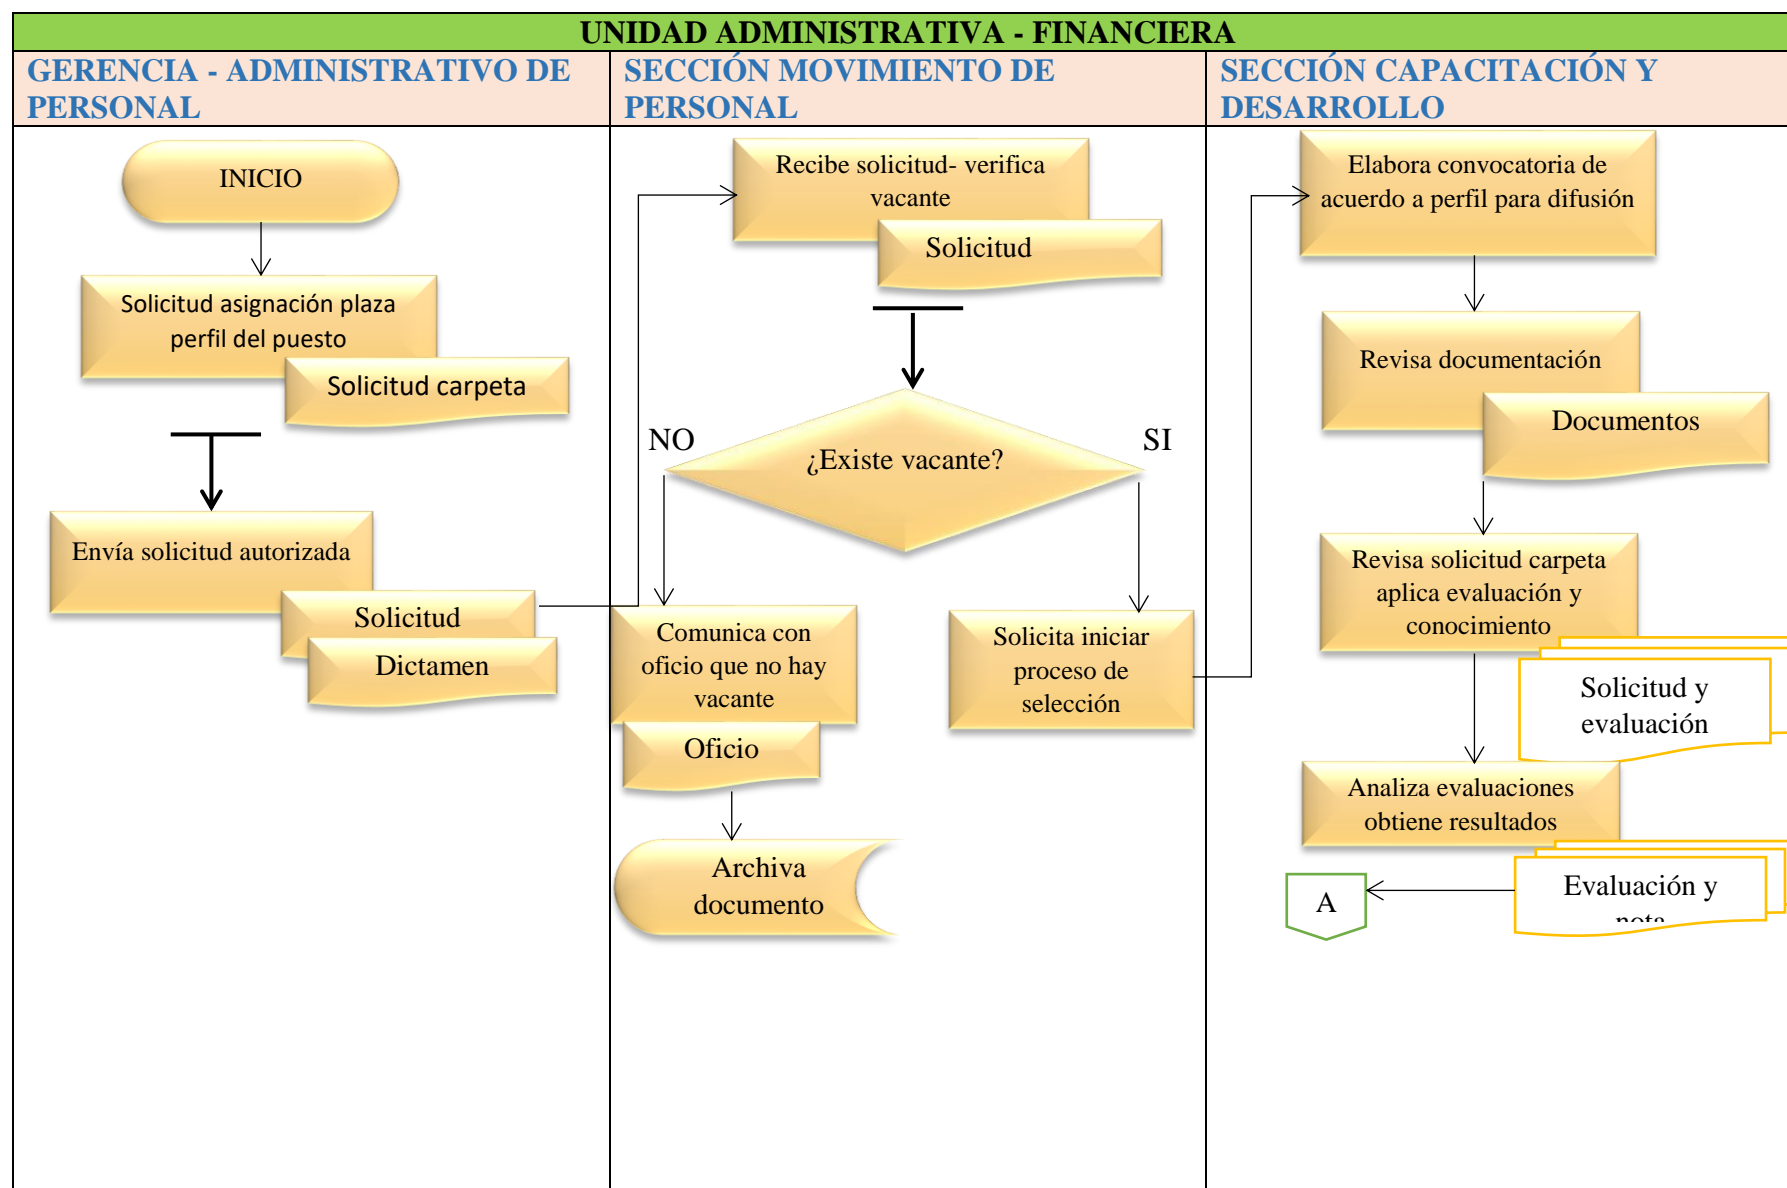 UNIDAD ADMINISTRATIVA - FINANCIERA
GERENCIA - ADMINISTRATIVO DE
PERSONAL
SECCIÓN MOVIMIENTO DE
PERSONAL
SECCIÓN CAPACITACIÓN Y
DESARROLLO
INICIO
Solicitud asignación plaza
perfil del puesto
Solicitud carpeta
Envía solicitud autorizada
Solicitud
Dictamen
Recibe solicitud- verifica
vacante
Solicitud
NO
SI
¿Existe vacante?
Comunica con
oficio que no hay
vacante
Oficio
Archiva
documento
Solicita iniciar
proceso de
selección
Elabora convocatoria de
acuerdo a perfil para difusión
Revisa documentación
Documentos
Revisa solicitud carpeta
aplica evaluación y
conocimiento
Solicitud y
evaluación
Analiza evaluaciones
obtiene resultados
Evaluación y
nota
A